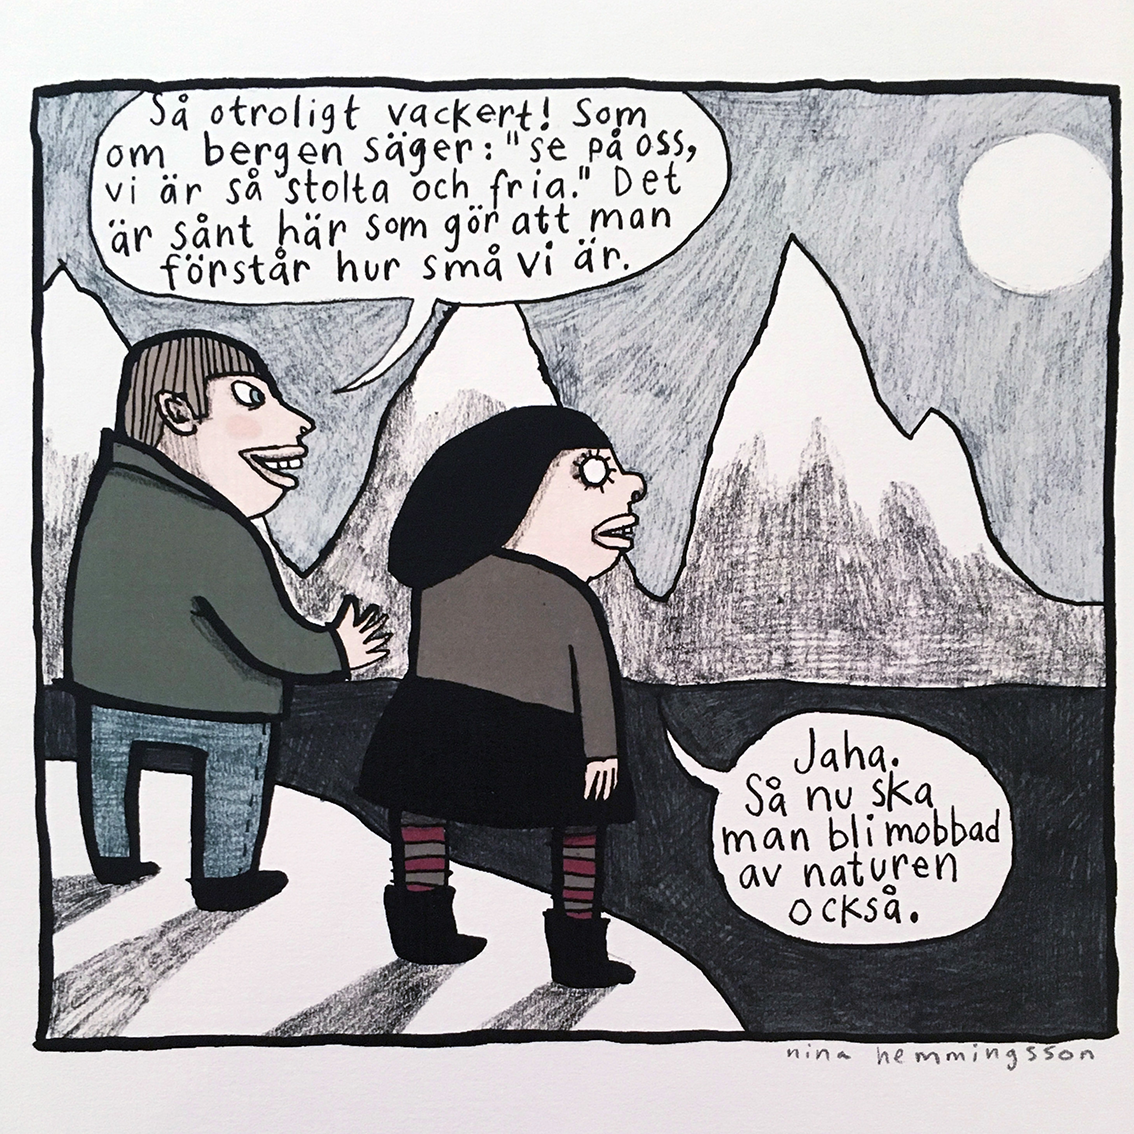 Så otroligt vackert! Som
om bergen säger: "se på oss,
vi är så stolta och fria." Det
är sånt här som gör att man
förstår hur små vi är.
Jaha.
Så nu ska
man bli mobbad
av naturen
också.
nina hemmingsson